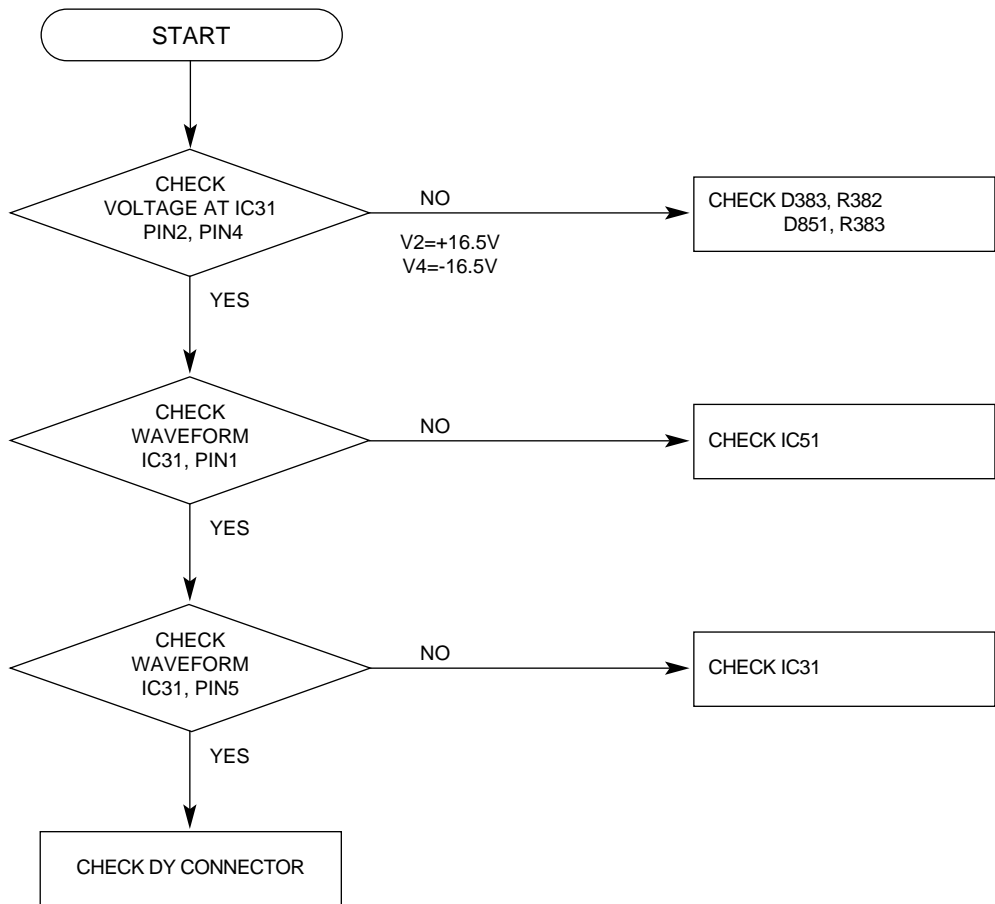 START
CHECK
VOLTAGE AT IC31
PIN2, PIN4
NO
V2=+16.5V
V4=-16.5V
CHECK D383, R382
D851, R383
YES
CHECK
WAVEFORM
IC31, PIN1
NO
CHECK IC51
YES
CHECK
WAVEFORM
IC31, PIN5
NO
CHECK IC31
YES
CHECK DY CONNECTOR